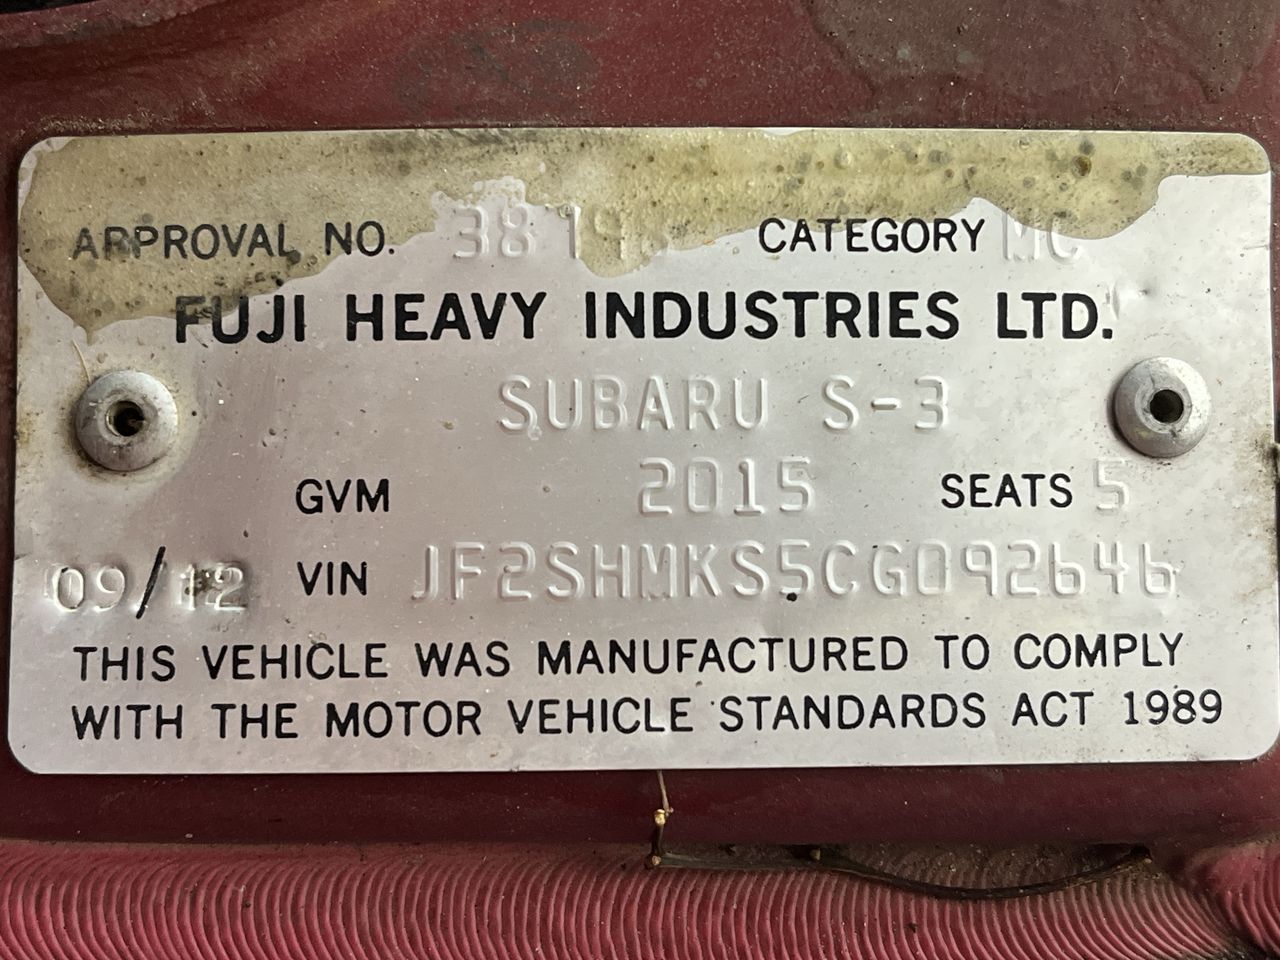 APPROVAL NO. CATEGORY MC
FUJI HEAVY INDUSTRIES LTD.
SUBARU S-3
GVM 2015 SEATS 5
09/12 VIN JF2SHMKS5CG092646
THIS VEHICLE WAS MANUFACTURED TO COMPLY
WITH THE MOTOR VEHICLE STANDARDS ACT 1989